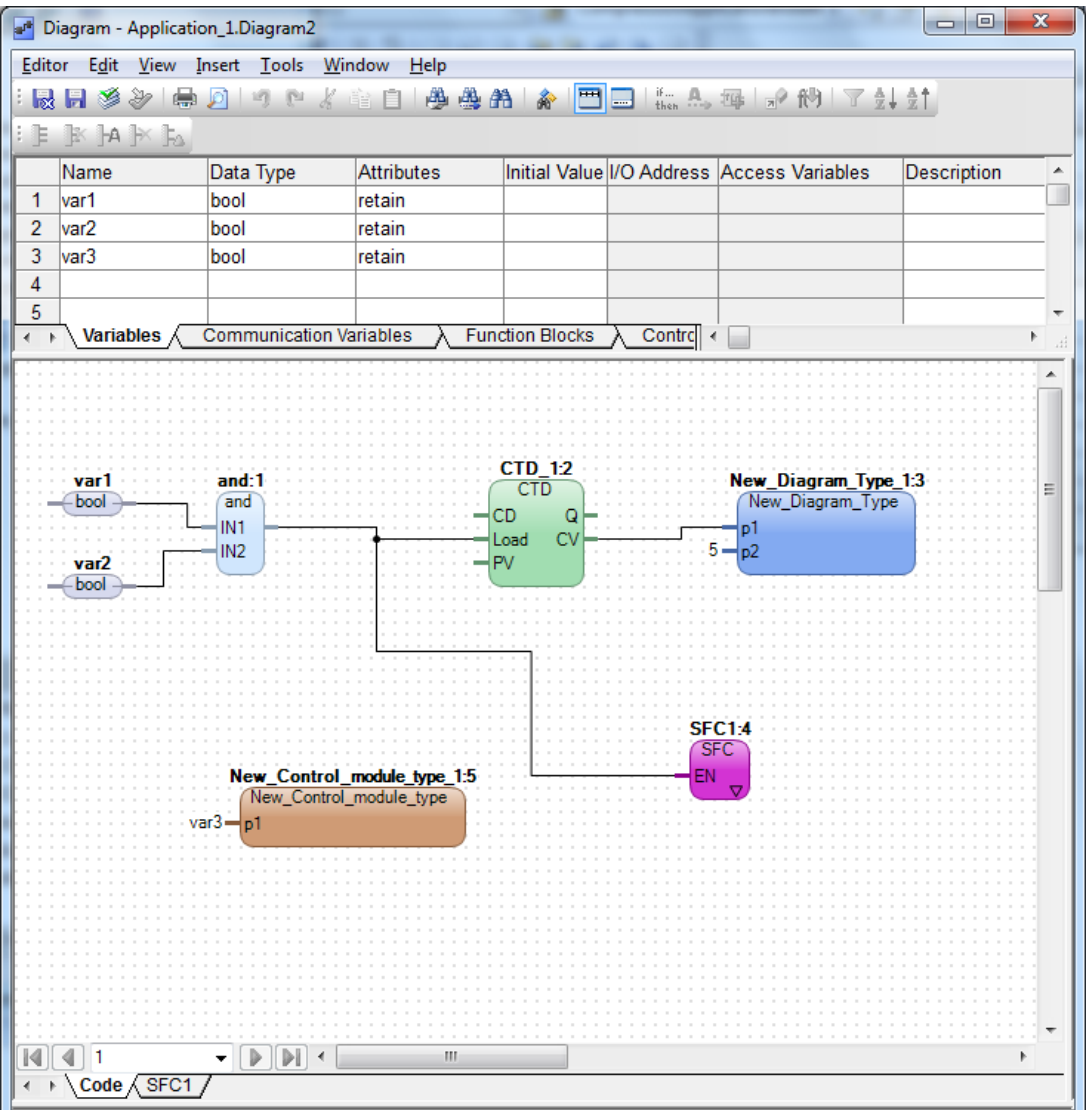 Diagram - Application_1.Diagram2
Editor Edit View Insert Tools Window Help
if... then
Name Data Type Attributes Initial Value I/O Address Access Variables Description
1 var1 bool retain
2 var2 bool retain
3 var3 bool retain
4
5
Variables Communication Variables Function Blocks Contro
CTD_1:2
var1 and:1 CTD New_Diagram_Type_1:3
bool and New_Diagram_Type
CD Q
IN1 p1
Load CV
IN2 5 p2
var2 PV
bool
SFC1:4
SFC
New_Control_module_type_1:5 EN
New_Control_module_type
var3 p1
1
Code SFC1